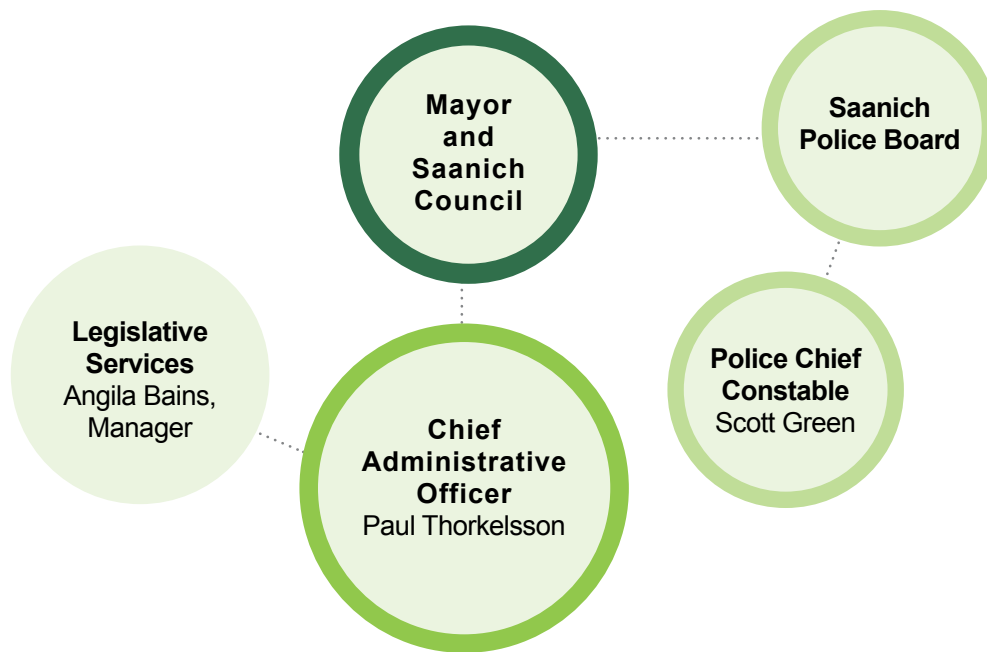 Mayor
and
Saanich
Council
Saanich
Police Board
Legislative
Services
Angila Bains,
Manager
Police Chief
Constable
Scott Green
Chief
Administrative
Officer
Paul Thorkelsson